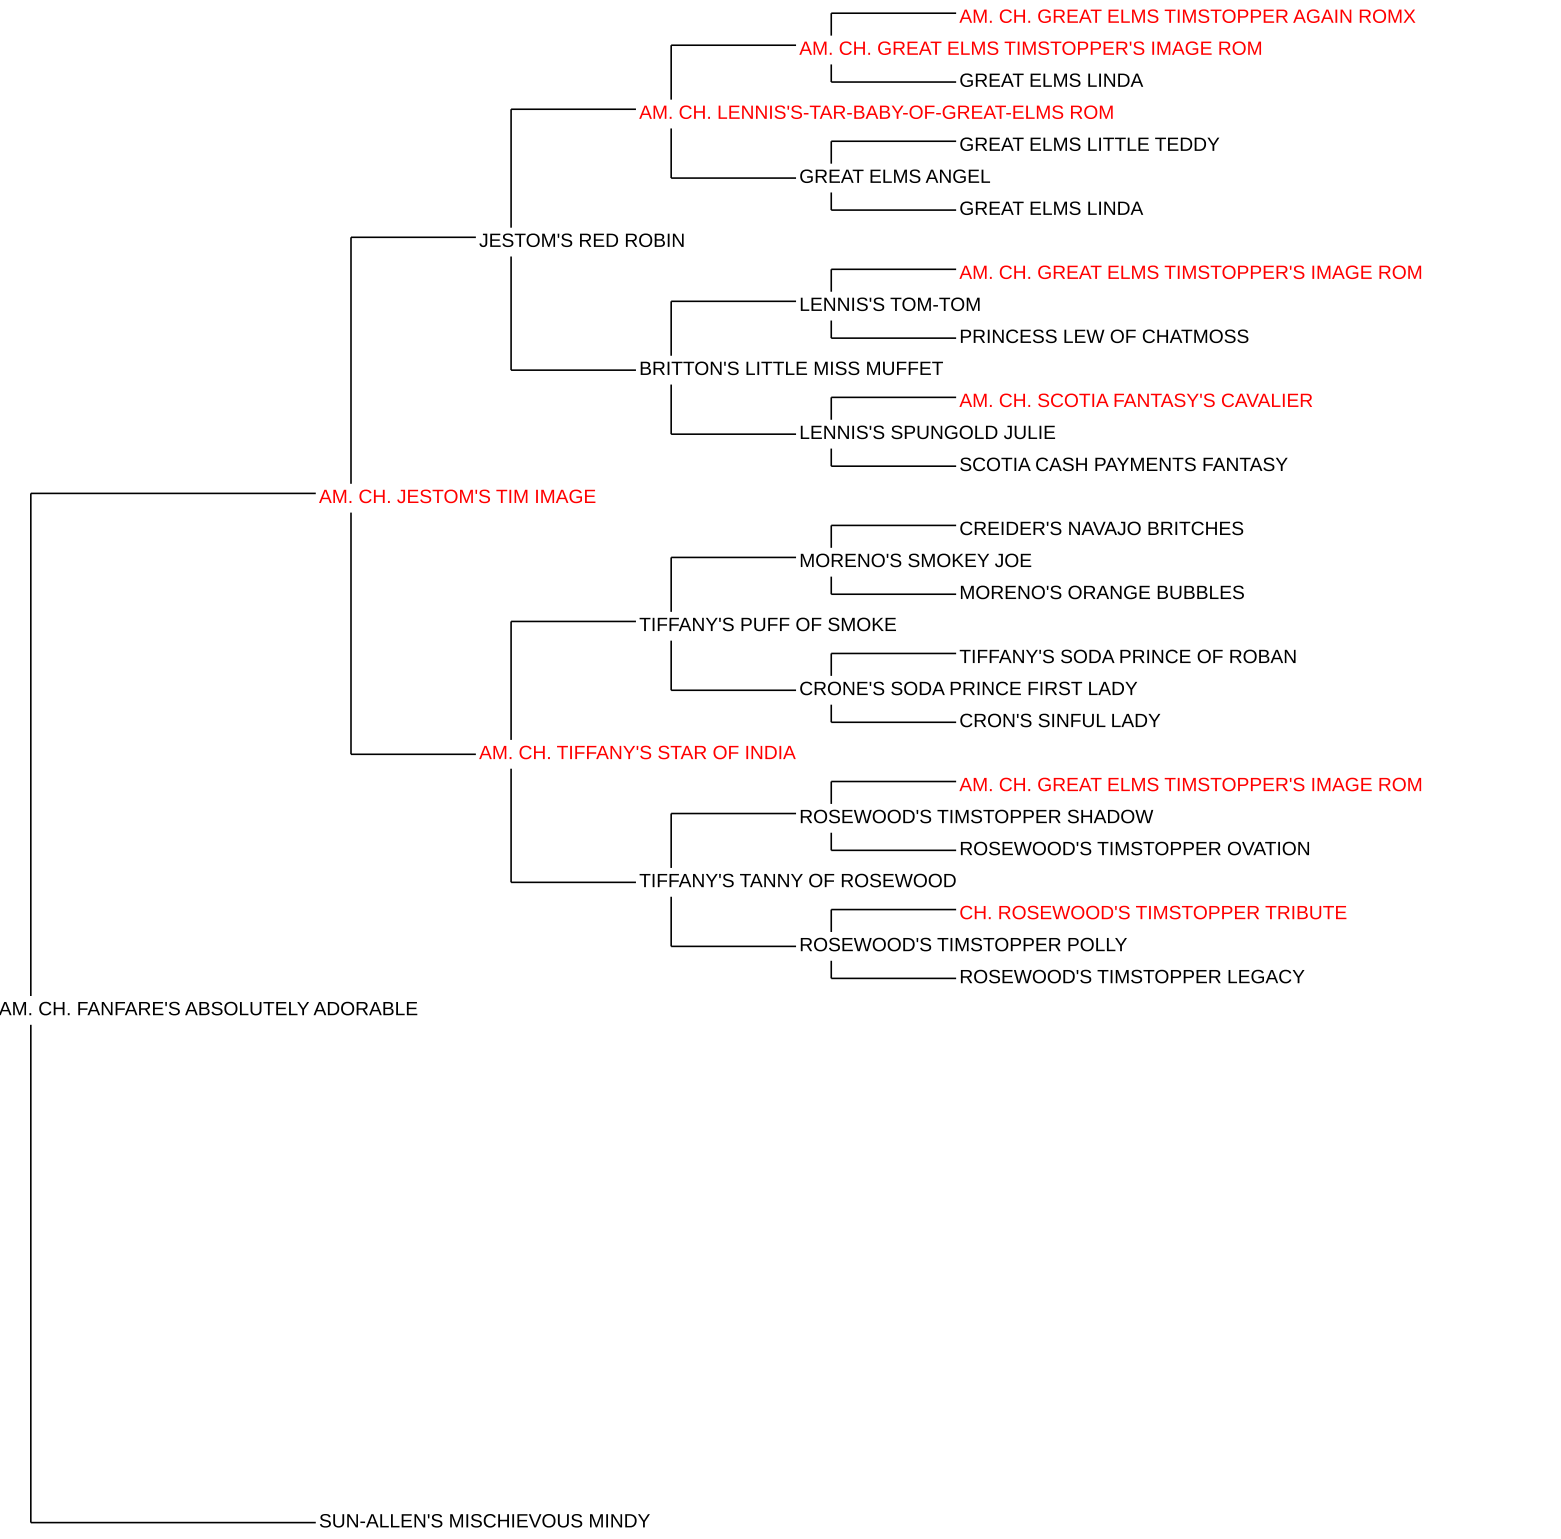 AM. CH. GREAT ELMS TIMSTOPPER AGAIN ROMX
AM. CH. GREAT ELMS TIMSTOPPER'S IMAGE ROM
GREAT ELMS LINDA
AM. CH. LENNIS'S-TAR-BABY-OF-GREAT-ELMS ROM
GREAT ELMS LITTLE TEDDY
GREAT ELMS ANGEL
GREAT ELMS LINDA
JESTOM'S RED ROBIN
AM. CH. GREAT ELMS TIMSTOPPER'S IMAGE ROM
LENNIS'S TOM-TOM
PRINCESS LEW OF CHATMOSS
BRITTON'S LITTLE MISS MUFFET
AM. CH. SCOTIA FANTASY'S CAVALIER
LENNIS'S SPUNGOLD JULIE
SCOTIA CASH PAYMENTS FANTASY
AM. CH. JESTOM'S TIM IMAGE
CREIDER'S NAVAJO BRITCHES
MORENO'S SMOKEY JOE
MORENO'S ORANGE BUBBLES
TIFFANY'S PUFF OF SMOKE
TIFFANY'S SODA PRINCE OF ROBAN
CRONE'S SODA PRINCE FIRST LADY
CRON'S SINFUL LADY
AM. CH. TIFFANY'S STAR OF INDIA
AM. CH. GREAT ELMS TIMSTOPPER'S IMAGE ROM
ROSEWOOD'S TIMSTOPPER SHADOW
ROSEWOOD'S TIMSTOPPER OVATION
TIFFANY'S TANNY OF ROSEWOOD
CH. ROSEWOOD'S TIMSTOPPER TRIBUTE
ROSEWOOD'S TIMSTOPPER POLLY
ROSEWOOD'S TIMSTOPPER LEGACY
AM. CH. FANFARE'S ABSOLUTELY ADORABLE
SUN-ALLEN'S MISCHIEVOUS MINDY